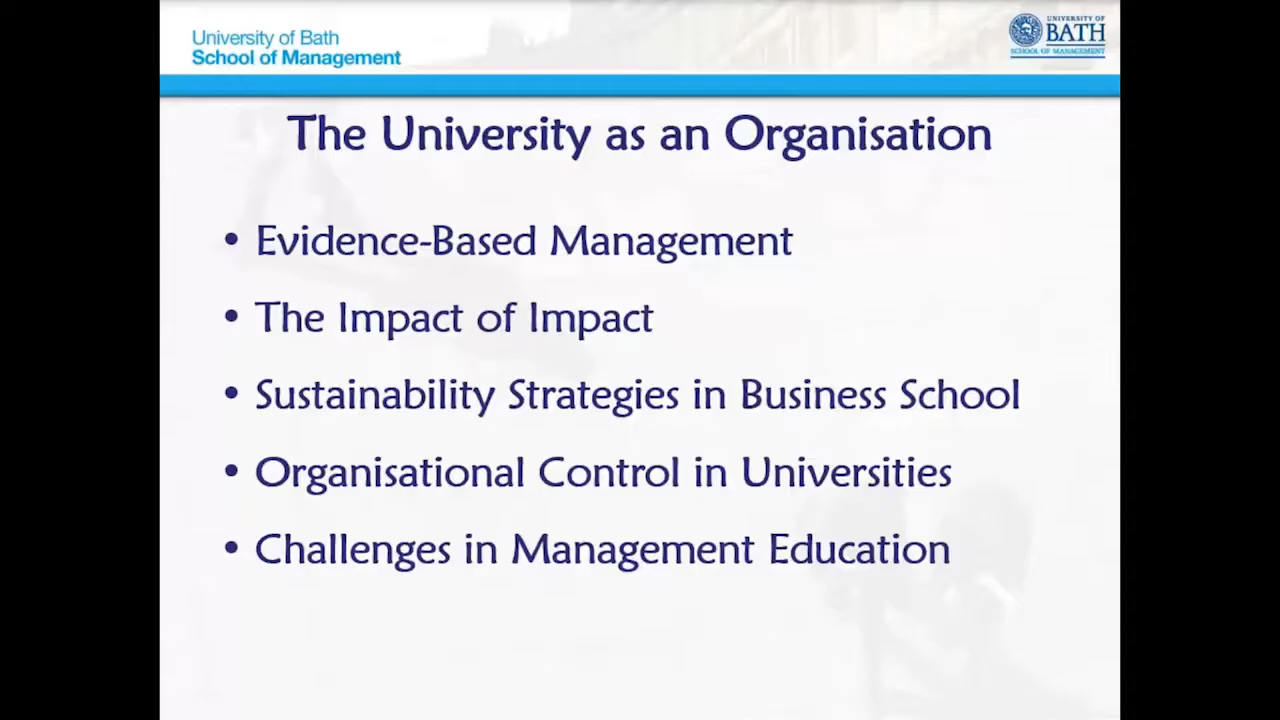 University of Bath
School of Management
UNIVERSITY OF
BATH
SCHOOL OF MANAGEMENT
The University as an Organisation
• Evidence-Based Management
• The Impact of Impact
• Sustainability Strategies in Business School
• Organisational Control in Universities
• Challenges in Management Education